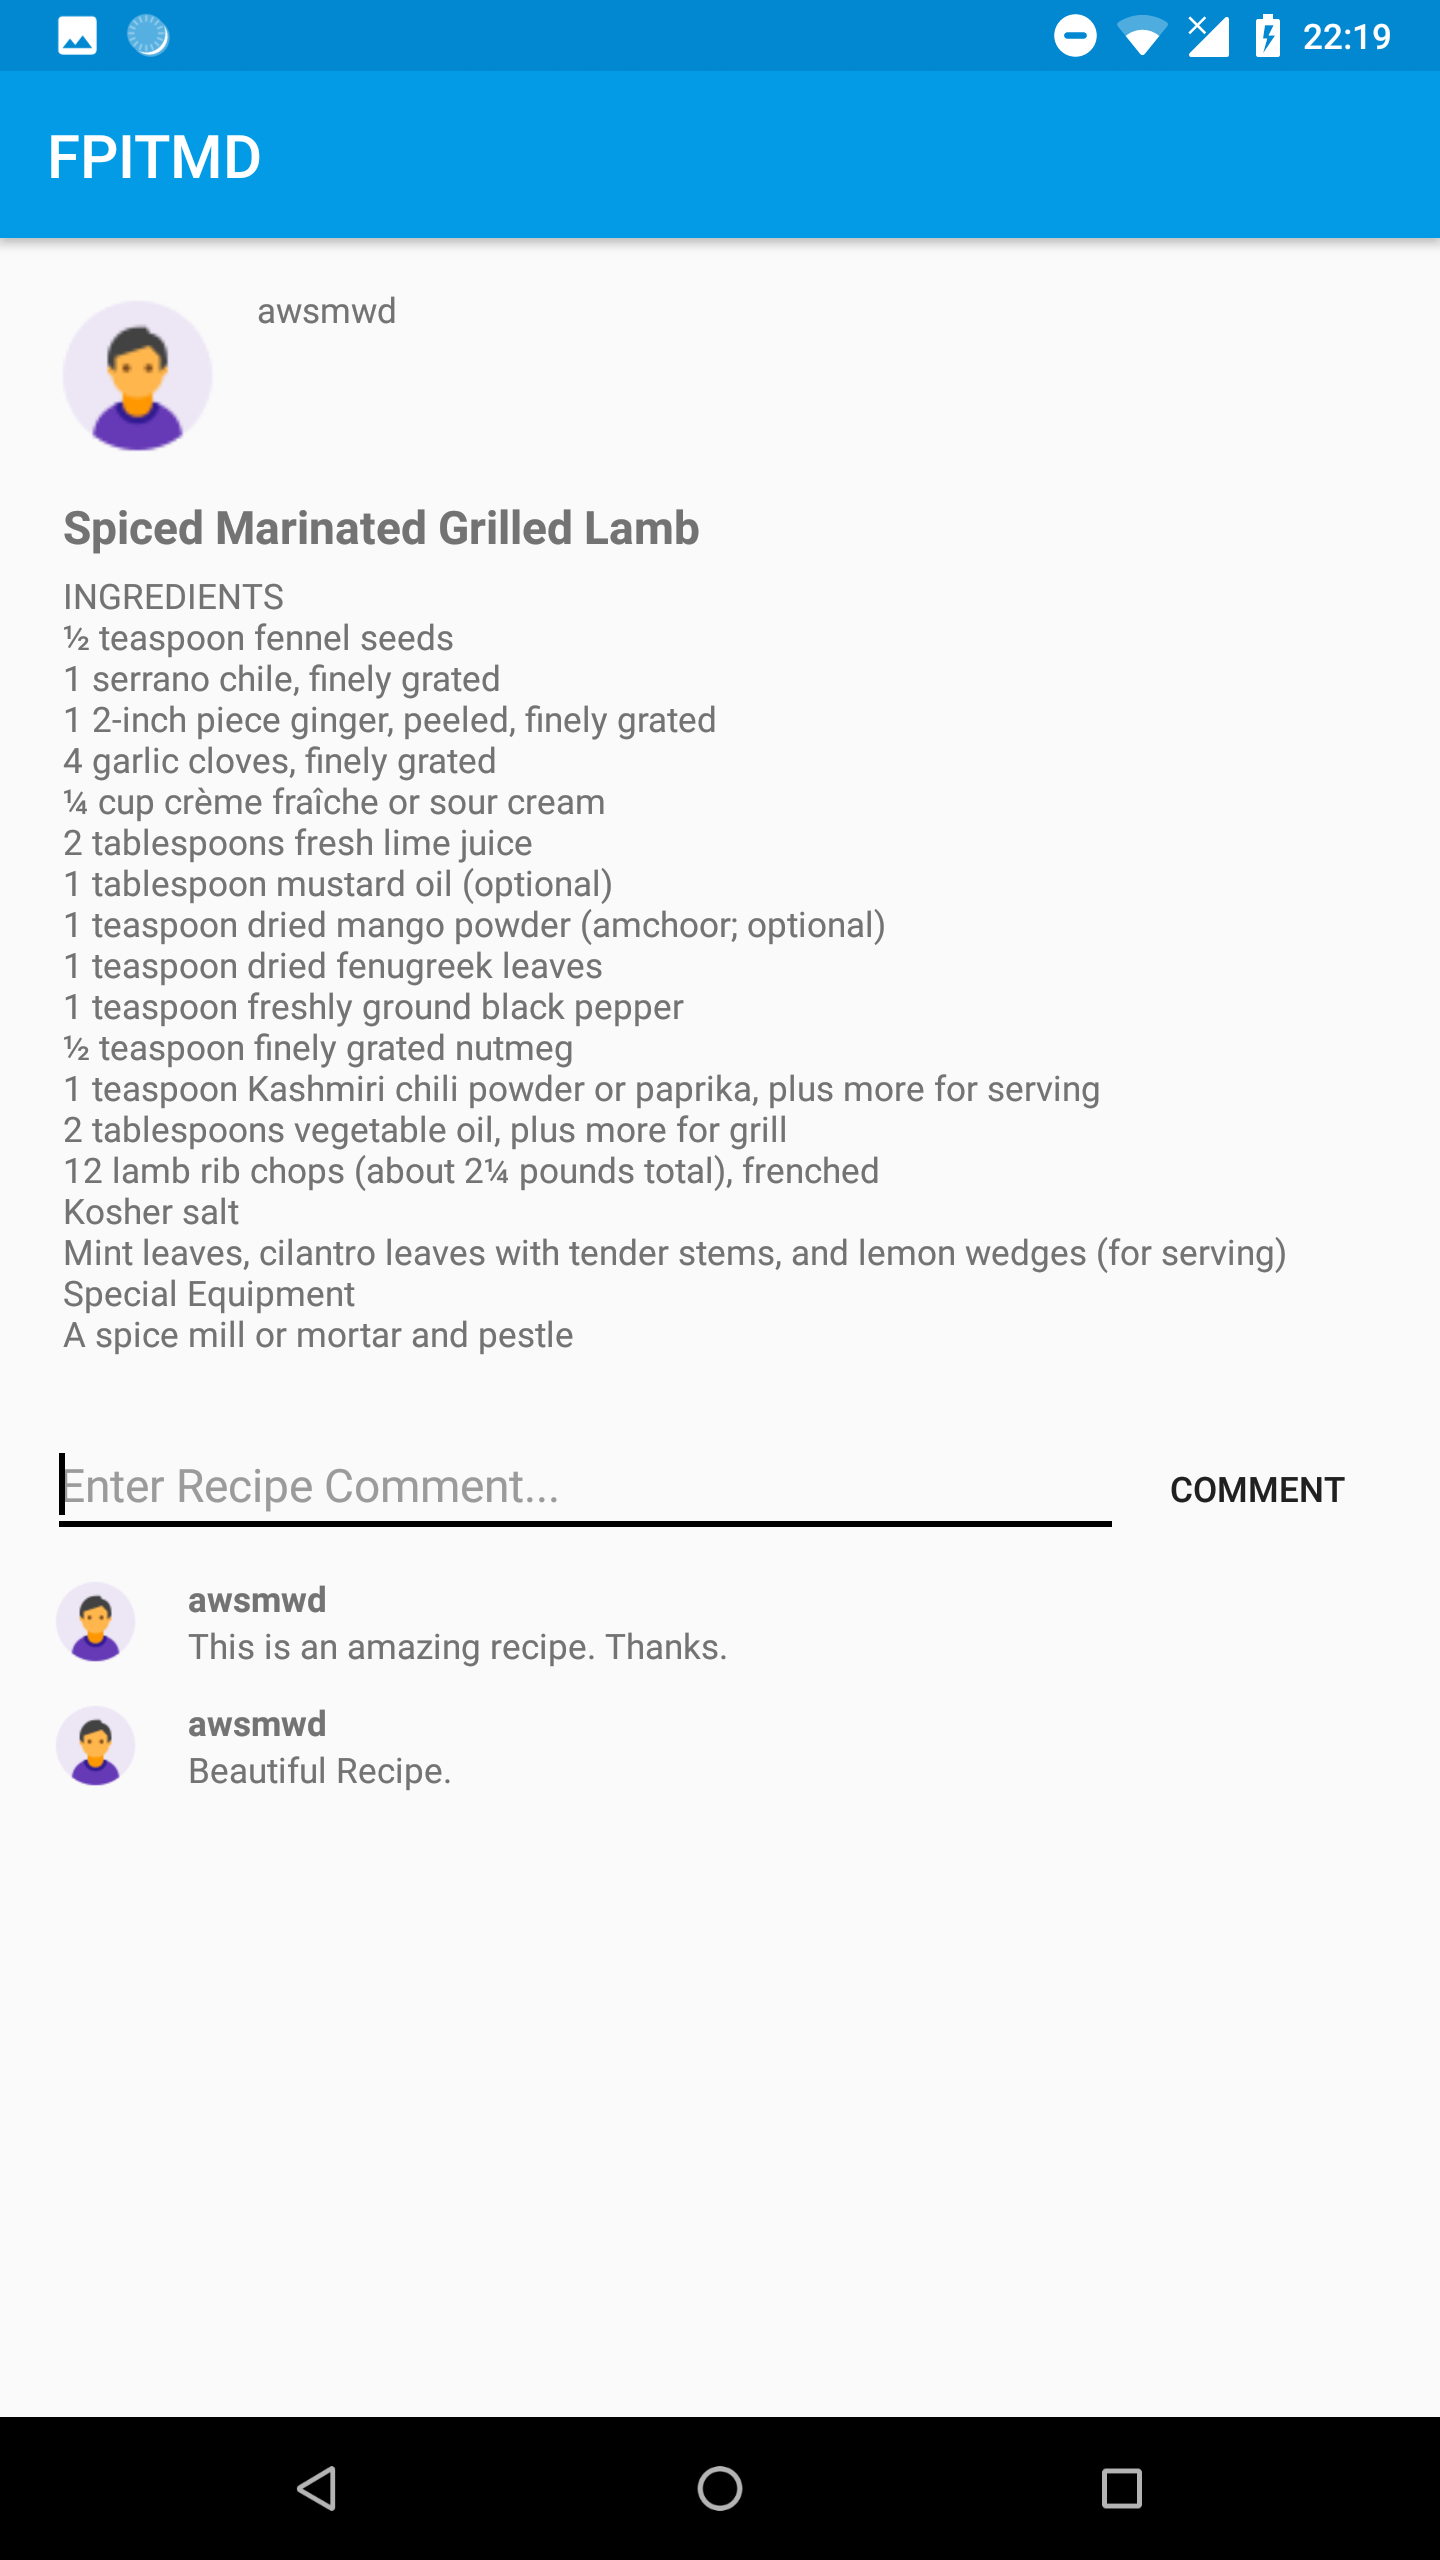 22:19
FPITMD
awsmwd
Spiced Marinated Grilled Lamb
INGREDIENTS
½ teaspoon fennel seeds
1 serrano chile, finely grated
1 2-inch piece ginger, peeled, finely grated
4 garlic cloves, finely grated
¼ cup crème fraîche or sour cream
2 tablespoons fresh lime juice
1 tablespoon mustard oil (optional)
1 teaspoon dried mango powder (amchoor; optional)
1 teaspoon dried fenugreek leaves
1 teaspoon freshly ground black pepper
½ teaspoon finely grated nutmeg
1 teaspoon Kashmiri chili powder or paprika, plus more for serving
2 tablespoons vegetable oil, plus more for grill
12 lamb rib chops (about 2¼ pounds total), frenched
Kosher salt
Mint leaves, cilantro leaves with tender stems, and lemon wedges (for serving)
Special Equipment
A spice mill or mortar and pestle
Enter Recipe Comment...
COMMENT
awsmwd
This is an amazing recipe. Thanks.
awsmwd
Beautiful Recipe.